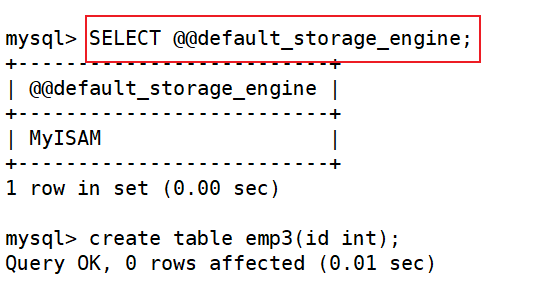 mysql> SELECT @@default_storage_engine;
+--------------------------+
| @@default_storage_engine |
+--------------------------+
| MyISAM                   |
+--------------------------+
1 row in set (0.00 sec)
mysql> create table emp3(id int);
Query OK, 0 rows affected (0.01 sec)